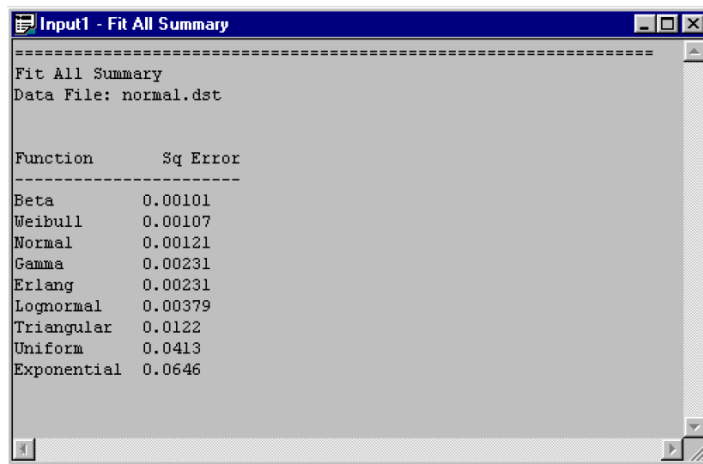 Input1 - Fit All Summary
=====================================================================
Fit All Summary
Data File: normal.dst
Function Sq Error
------------------------
Beta 0.00101
Weibull 0.00107
Normal 0.00121
Gamma 0.00231
Erlang 0.00231
Lognormal 0.00379
Triangular 0.0122
Uniform 0.0413
Exponential 0.0646